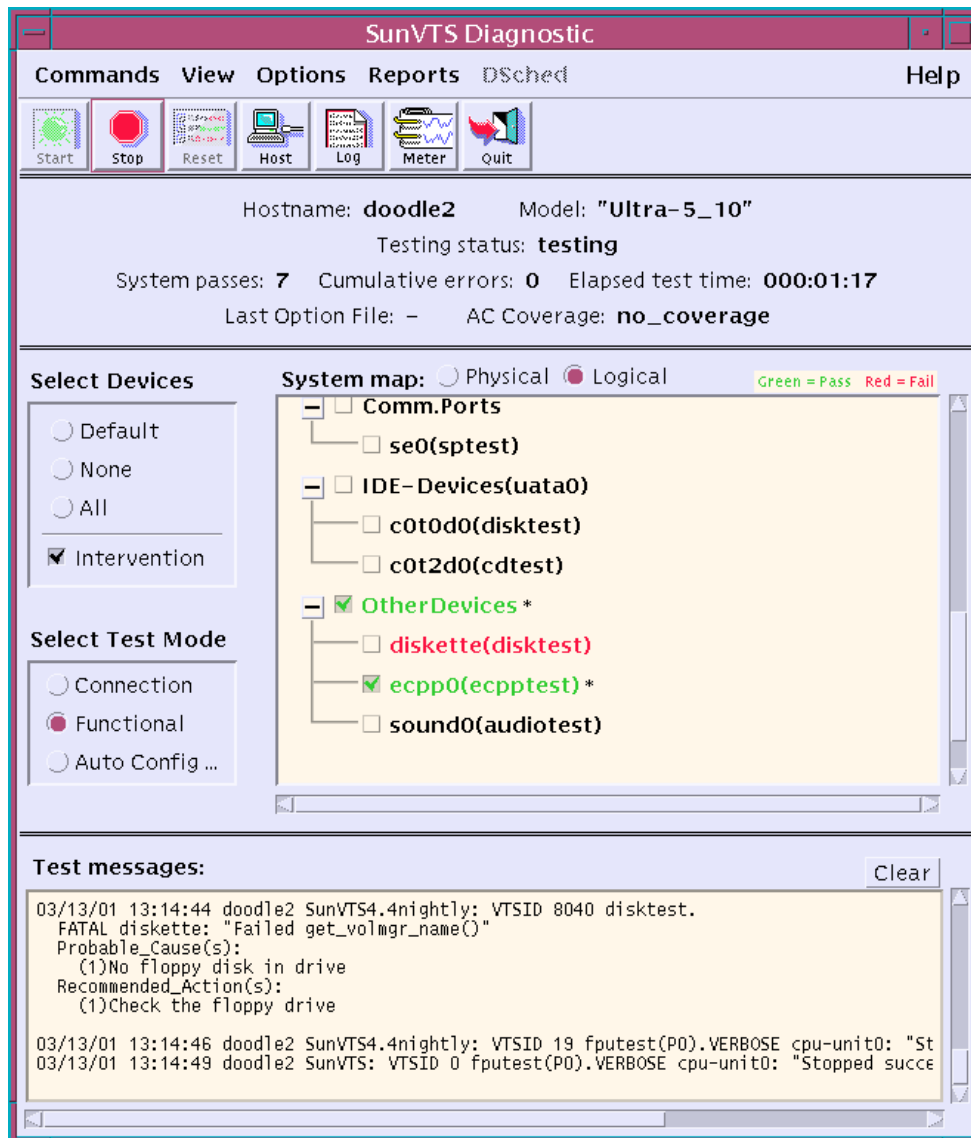 SunVTS Diagnostic
Commands View Options Reports DSched Help
Start Stop Reset Host Log Meter Quit
Hostname: doodle2 Model: "Ultra-5_10"
Testing status: testing
System passes: 7 Cumulative errors: 0 Elapsed test time: 000:01:17
Last Option File: – AC Coverage: no_coverage
Select Devices
Default
None
All
Intervention
Select Test Mode
Connection
Functional
Auto Config ...
System map: Physical Logical Green = Pass Red = Fail
Comm.Ports
se0(sptest)
IDE-Devices(uata0)
c0t0d0(disktest)
c0t2d0(cdtest)
OtherDevices *
diskette(disktest)
ecpp0(ecpptest) *
sound0(audiotest)
Test messages: Clear
03/13/01 13:14:44 doodle2 SunVTS4.4nightly: VTSID 8040 disktest.
FATAL diskette: "Failed get_volmgr_name()"
Probable_Cause(s):
(1)No floppy disk in drive
Recommended_Action(s):
(1)Check the floppy drive
03/13/01 13:14:46 doodle2 SunVTS4.4nightly: VTSID 19 fputest(P0).VERBOSE cpu-unit0: "St
03/13/01 13:14:49 doodle2 SunVTS: VTSID 0 fputest(P0).VERBOSE cpu-unit0: "Stopped succe